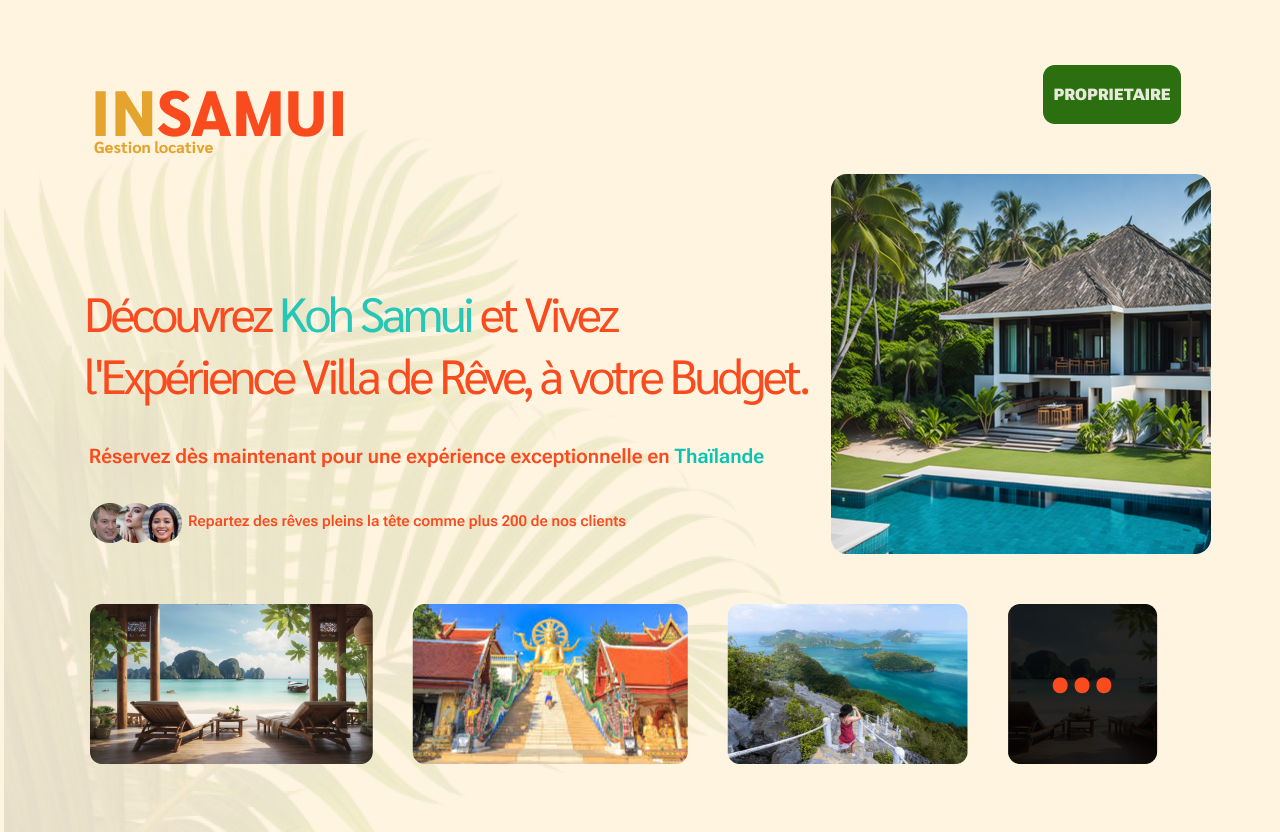 INSAMUI
Gestion locative
PROPRIETAIRE
Découvrez Koh Samui et Vivez
l'Expérience Villa de Rêve, à votre Budget.
Réservez dès maintenant pour une expérience exceptionnelle en Thaïlande
Repartez des rêves pleins la tête comme plus 200 de nos clients